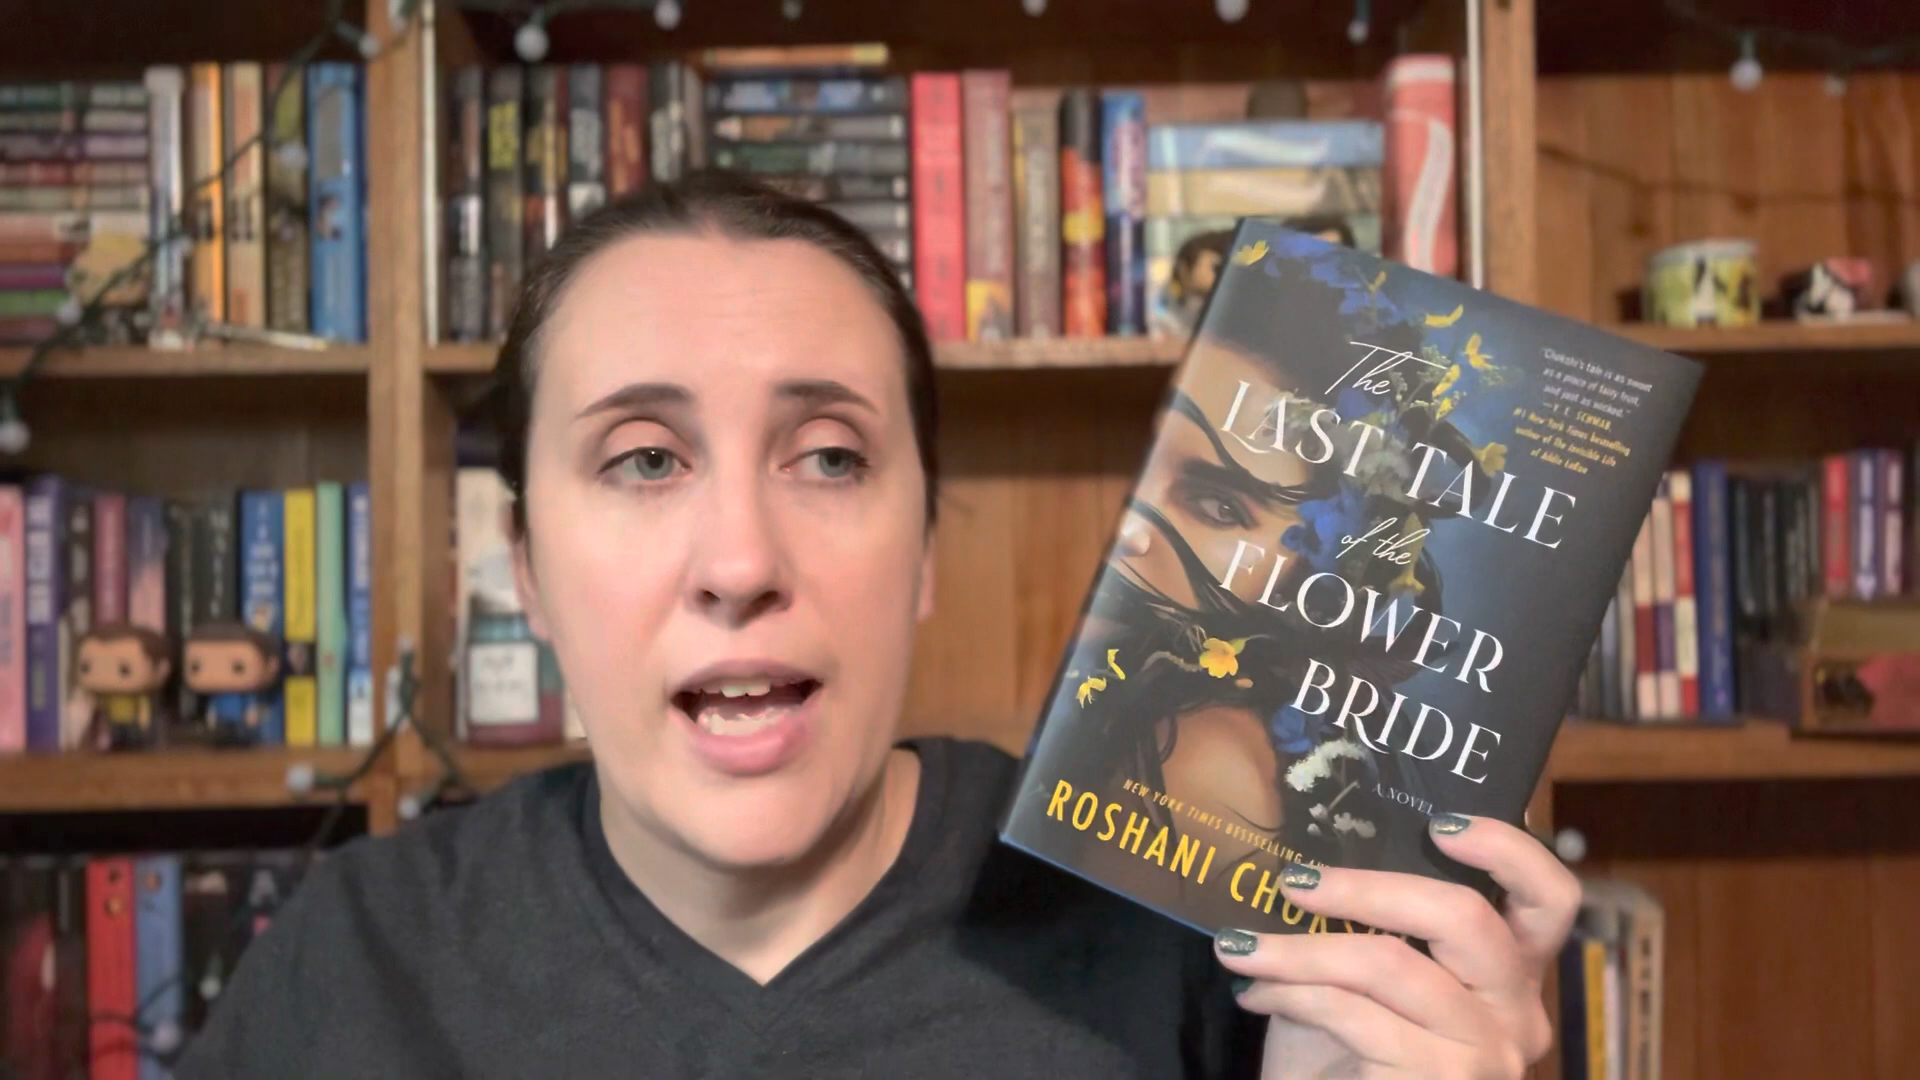 "Chokshi's tale is as sweet
as a piece of fairy fruit,
and just as wicked."
—V. E. SCHWAB,
#1 New York Times bestselling
author of The Invisible Life
of Addie LaRue
The
LAST TALE
of the
FLOWER
BRIDE
A NOVEL
NEW YORK TIMES BESTSELLING
ROSHANI CHOKS